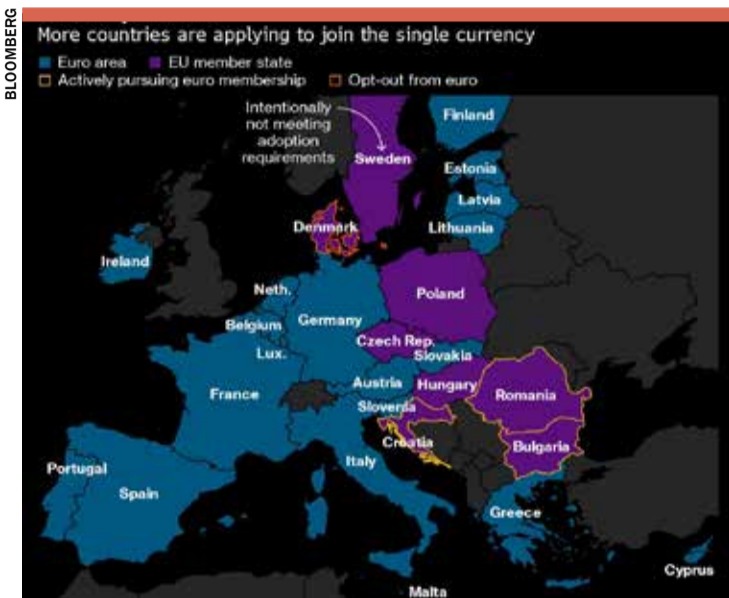 BLOOMBERG
More countries are applying to join the single currency
Euro area EU member state
Actively pursuing euro membership Opt-out from euro
Intentionally
not meeting
adoption
requirements
Finland
Sweden
Estonia
Latvia
Lithuania
Denmark
Ireland
Neth.
Poland
Belgium
Germany
Czech Rep.
Lux.
Slovakia
Austria
Hungary
France
Romania
Slovenia
Croatia
Bulgaria
Italy
Portugal
Spain
Greece
Cyprus
Malta